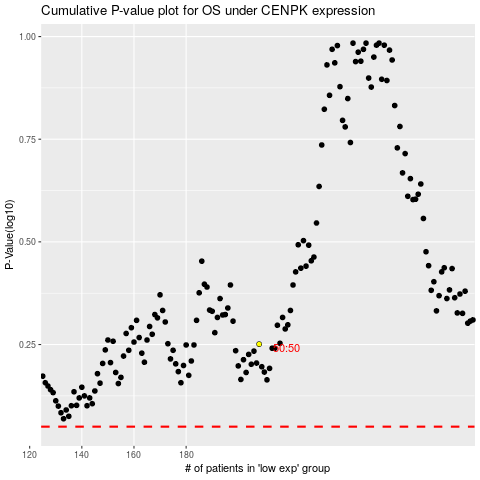 Cumulative P-value plot for OS under CENPK expression
1.00
0.75
0.50
0.25
P-Value(log10)
50:50
120 140 160 180
# of patients in 'low exp' group